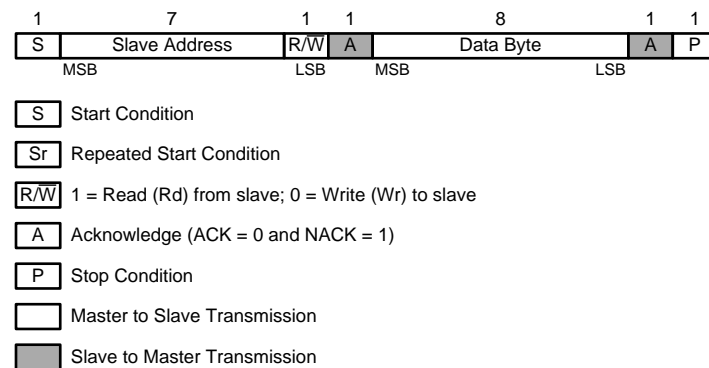 1 7 1 1 8 1 1
S Slave Address R/W̅ A Data Byte A P
MSB LSB MSB LSB
S Start Condition
Sr Repeated Start Condition
R/W̅ 1 = Read (Rd) from slave; 0 = Write (Wr) to slave
A Acknowledge (ACK = 0 and NACK = 1)
P Stop Condition
Master to Slave Transmission
Slave to Master Transmission